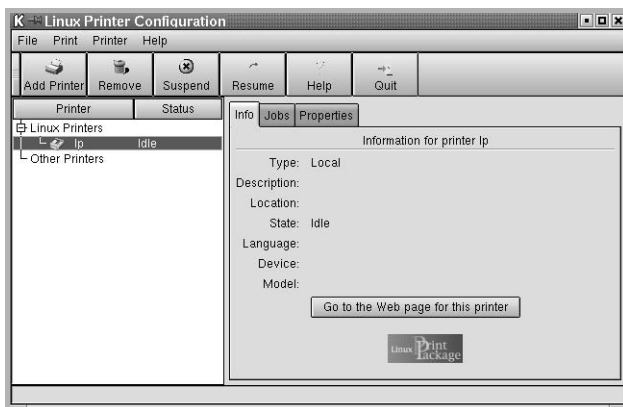 K Linux Printer Configuration
File Print Printer Help
Add Printer Remove Suspend Resume Help Quit
Printer Status
Linux Printers
lp Idle
Other Printers
Info Jobs Properties
Information for printer lp
Type: Local
Description:
Location:
State: Idle
Language:
Device:
Model:
Go to the Web page for this printer
Linux Print Package